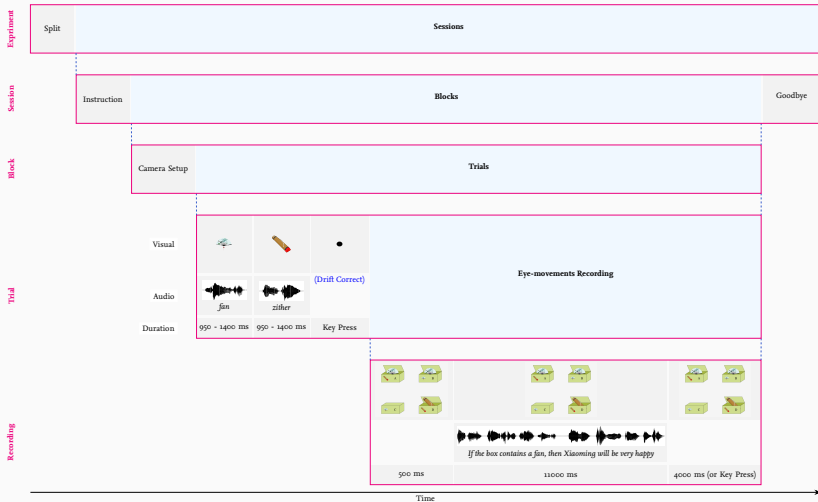 Expriment
Split
Sessions
Session
Instruction
Blocks
Goodbye
Block
Camera Setup
Trials
Trial
Visual
(Drift Correct)
Eye-movements Recording
Audio
fan
zither
Duration
950 - 1400 ms
950 - 1400 ms
Key Press
Recording
If the box contains a fan, then Xiaoming will be very happy
500 ms
11000 ms
4000 ms (or Key Press)
Time